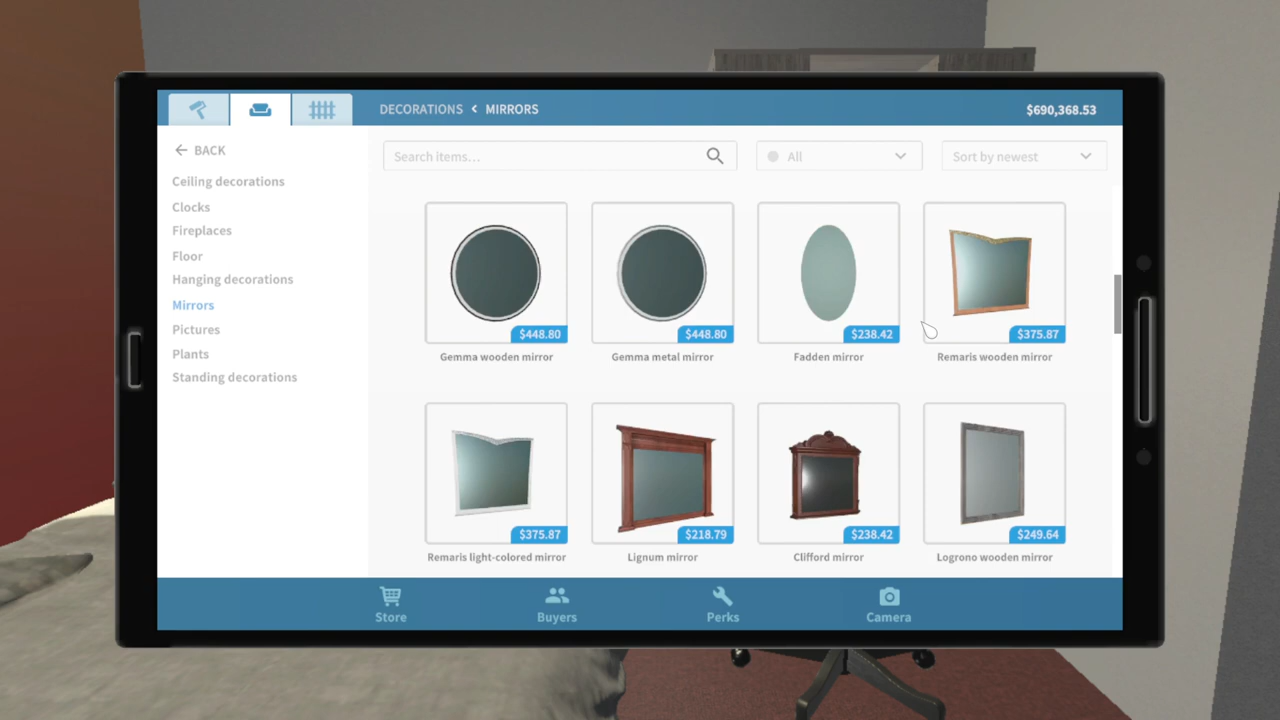 DECORATIONS < MIRRORS
$690,368.53
BACK
Search items...
All
Sort by newest
Ceiling decorations
Clocks
Fireplaces
Floor
Hanging decorations
Mirrors
Pictures
Plants
Standing decorations
$448.80
$448.80
$238.42
$375.87
Gemma wooden mirror
Gemma metal mirror
Fadden mirror
Remaris wooden mirror
$375.87
$218.79
$238.42
$249.64
Remaris light-colored mirror
Lignum mirror
Clifford mirror
Logrono wooden mirror
Store
Buyers
Perks
Camera